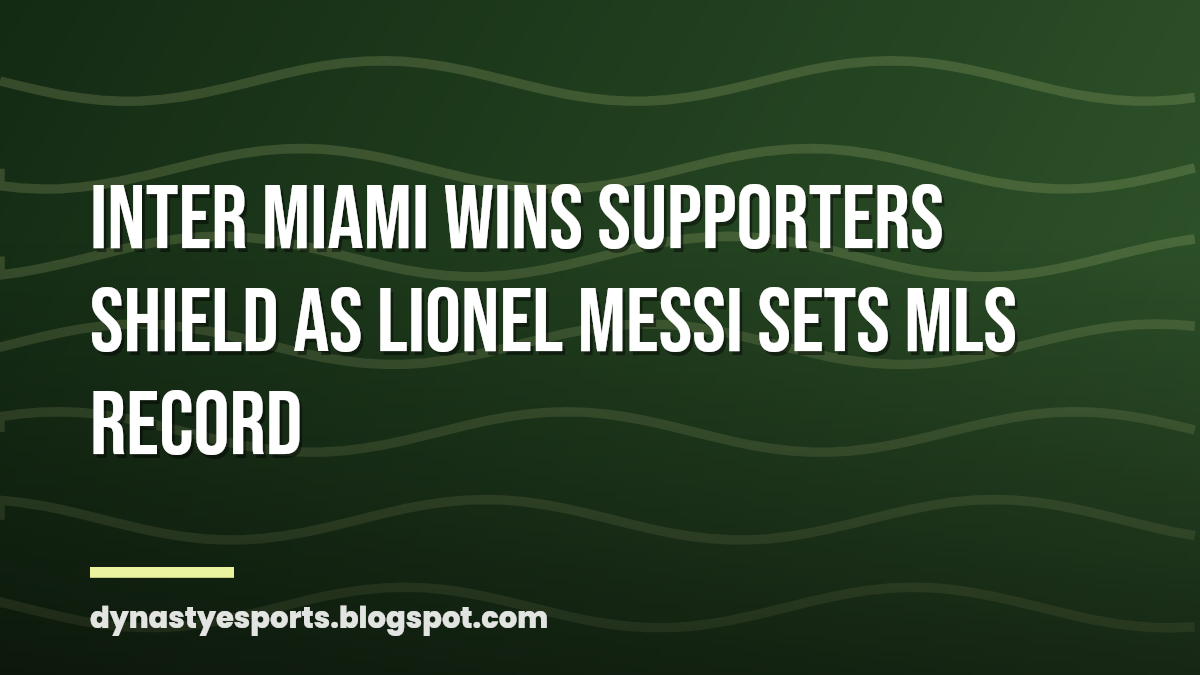 INTER MIAMI WINS SUPPORTERS
SHIELD AS LIONEL MESSI SETS MLS
RECORD
dynastyesports.blogspot.com